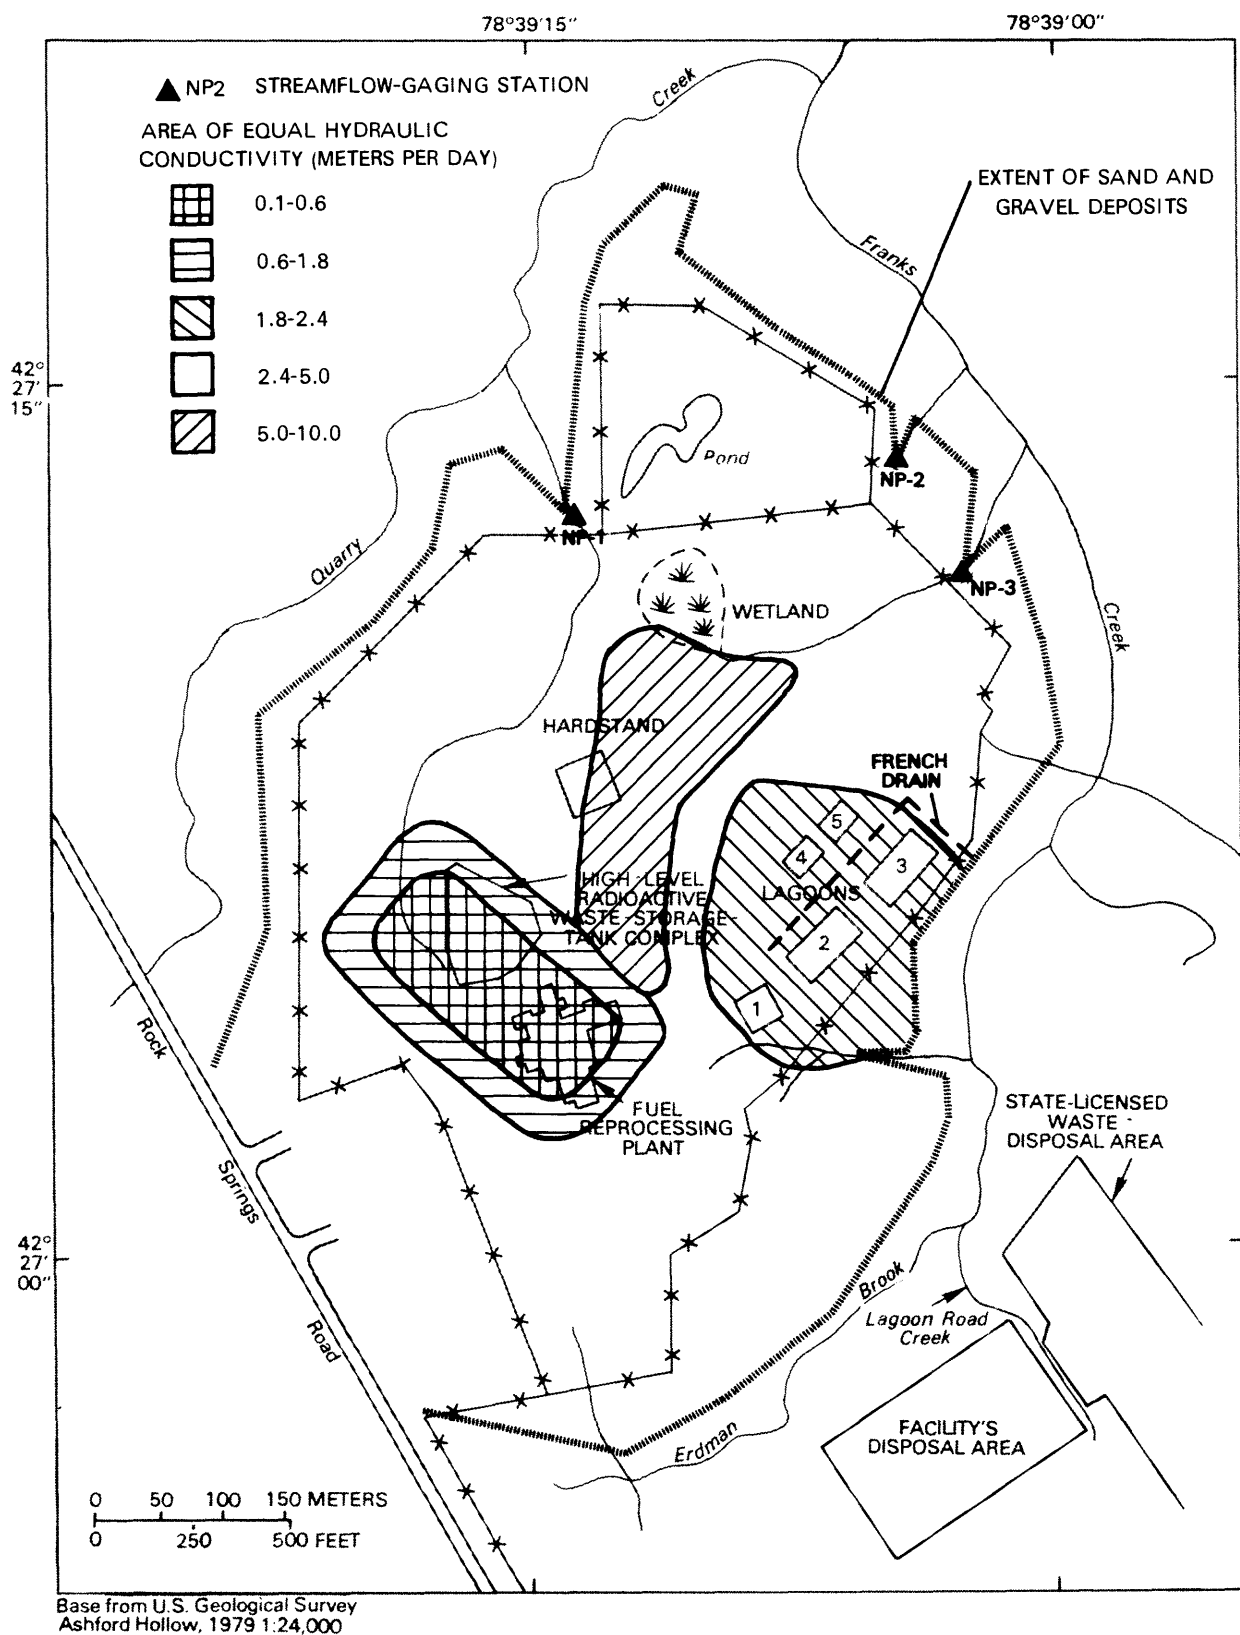 78°39'15" 78°39'00"
NP2 STREAMFLOW-GAGING STATION
AREA OF EQUAL HYDRAULIC
CONDUCTIVITY (METERS PER DAY)
0.1-0.6
0.6-1.8
1.8-2.4
2.4-5.0
5.0-10.0
Creek
EXTENT OF SAND AND
GRAVEL DEPOSITS
Franks
42°
27'
15"
Pond
NP-2
NP-1
Quarry
NP-3
WETLAND
Creek
HARDSTAND
FRENCH
DRAIN
5
4
3
LAGOONS
2
1
HIGH-LEVEL
RADIOACTIVE
WASTE-STORAGE-
TANK COMPLEX
Rock
Springs
Road
FUEL
REPROCESSING
PLANT
STATE-LICENSED
WASTE-
DISPOSAL AREA
42°
27'
00"
Brook
Lagoon Road
Creek
Erdman
FACILITY'S
DISPOSAL AREA
0 50 100 150 METERS
0 250 500 FEET
Base from U.S. Geological Survey
Ashford Hollow, 1979 1:24,000